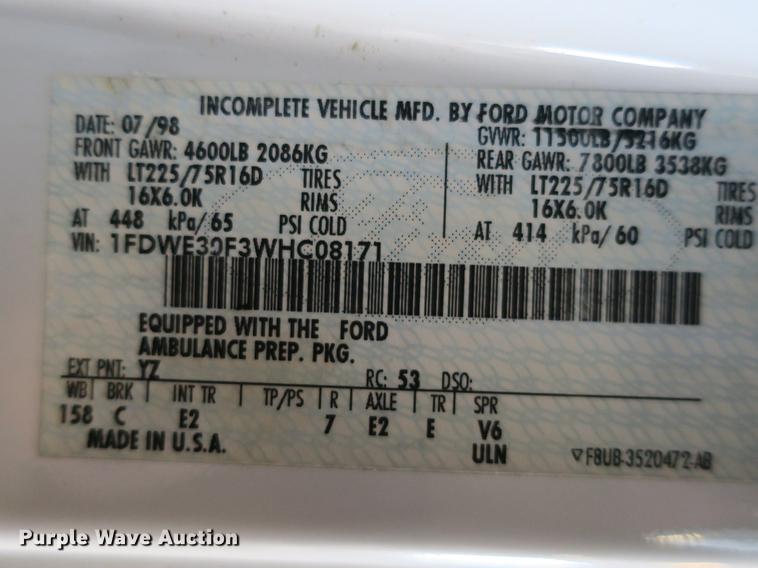 INCOMPLETE VEHICLE MFD. BY FORD MOTOR COMPANY
DATE: 07/98
GVWR: 11500LB/5216KG
FRONT GAWR: 4600LB 2086KG
REAR GAWR: 7800LB 3538KG
WITH LT225/75R16D TIRES
WITH LT225/75R16D TIRES
16X6.0K RIMS
16X6.0K RIMS
AT 448 kPa/65 PSI COLD
AT 414 kPa/60 PSI COLD
VIN: 1FDWE30F3WHC08171
EQUIPPED WITH THE FORD
AMBULANCE PREP. PKG.
EXT PNT: YZ RC: 53 DSO:
WB BRK INT TR TP/PS R AXLE TR SPR
158 C E2 7 E2 E V6
MADE IN U.S.A. ULN
F8UB-3520472-AB
Purple Wave Auction